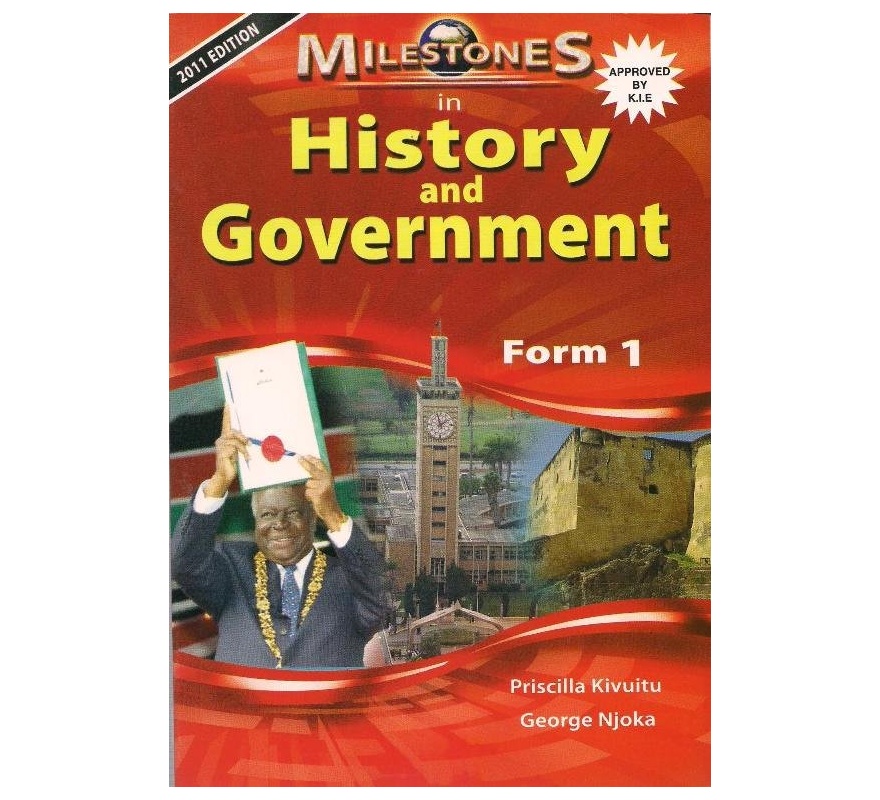 2011 EDITION
MILESTONES
APPROVED
BY
K.I.E
in
History
and
Government
Form 1
Priscilla Kivuitu
George Njoka